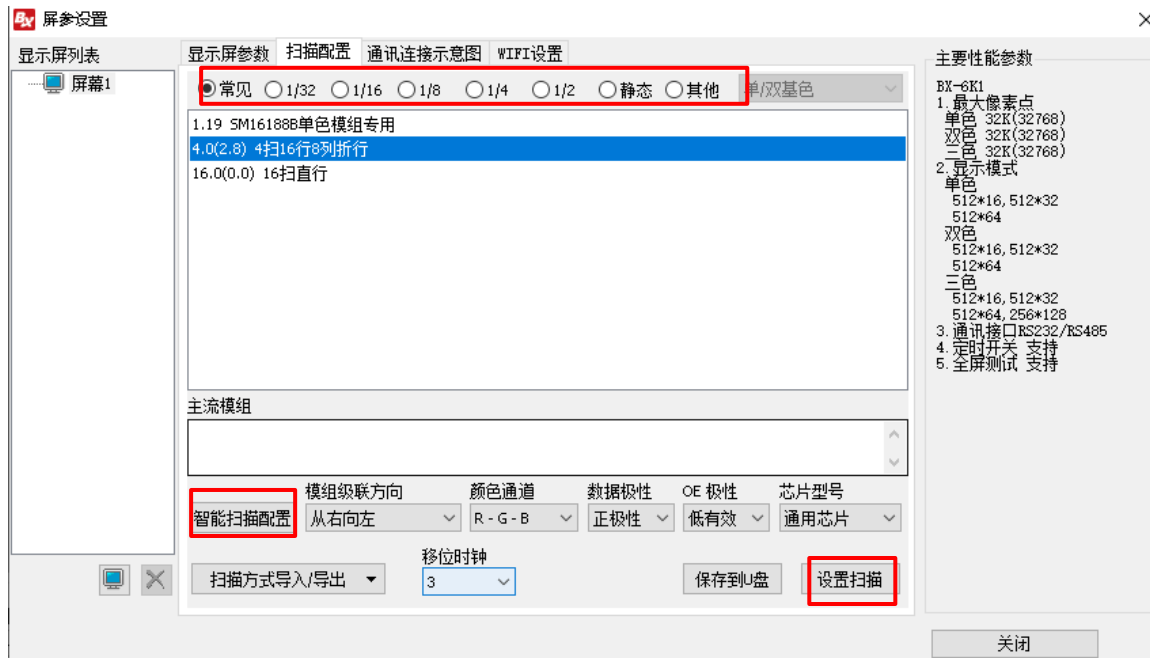 BX 屏参设置
显示屏列表
屏幕1
显示屏参数 扫描配置 通讯连接示意图 WIFI设置
常见 1/32 1/16 1/8 1/4 1/2 静态 其他 单/双基色
1.19 SM16188B单色模组专用
4.0(2.8) 4扫16行8列折行
16.0(0.0) 16扫直行
主流模组
模组级联方向 颜色通道 数据极性 OE 极性 芯片型号
智能扫描配置 从右向左 R-G-B 正极性 低有效 通用芯片
移位时钟
扫描方式导入/导出 3 保存到U盘 设置扫描
主要性能参数
BX-6K1
1.最大像素点
单色 32K(32768)
双色 32K(32768)
三色 32K(32768)
2.显示模式
单色
512*16,512*32
512*64
双色
512*16,512*32
512*64
三色
512*16,512*32
512*64,256*128
3.通讯接口RS232/RS485
4.定时开关 支持
5.全屏测试 支持
关闭